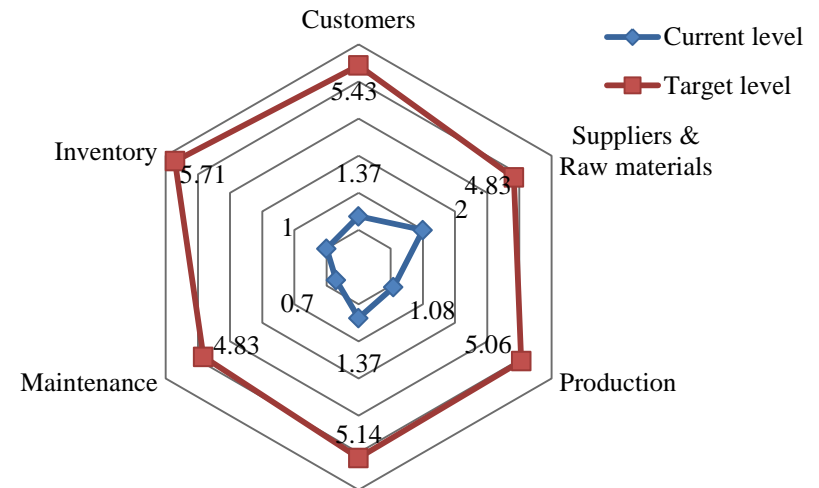 Customers
Current level
Target level
5.43
Suppliers &
Raw materials
Inventory
5.71
1.37
4.83
2
1
0.7
1.08
4.83
5.06
1.37
Maintenance
Production
5.14